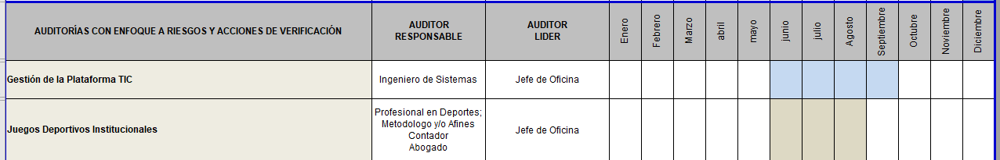 AUDITORÍAS CON ENFOQUE A RIESGOS Y ACCIONES DE VERIFICACIÓN
AUDITOR
RESPONSABLE
AUDITOR
LIDER
Enero
Febrero
Marzo
abril
mayo
junio
julio
Agosto
Septiembre
Octubre
Noviembre
Diciembre
Gestión de la Plataforma TIC
Ingeniero de Sistemas
Jefe de Oficina
Juegos Deportivos Institucionales
Profesional en Deportes;
Metodologo y/o Afines
Contador
Abogado
Jefe de Oficina